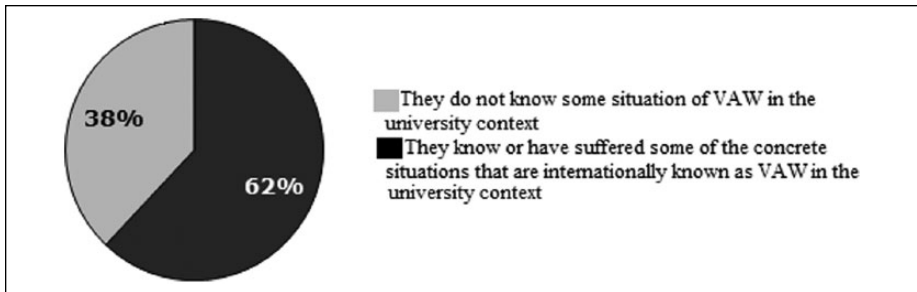 38%
62%
They do not know some situation of VAW in the
university context
They know or have suffered some of the concrete
situations that are internationally known as VAW in the
university context